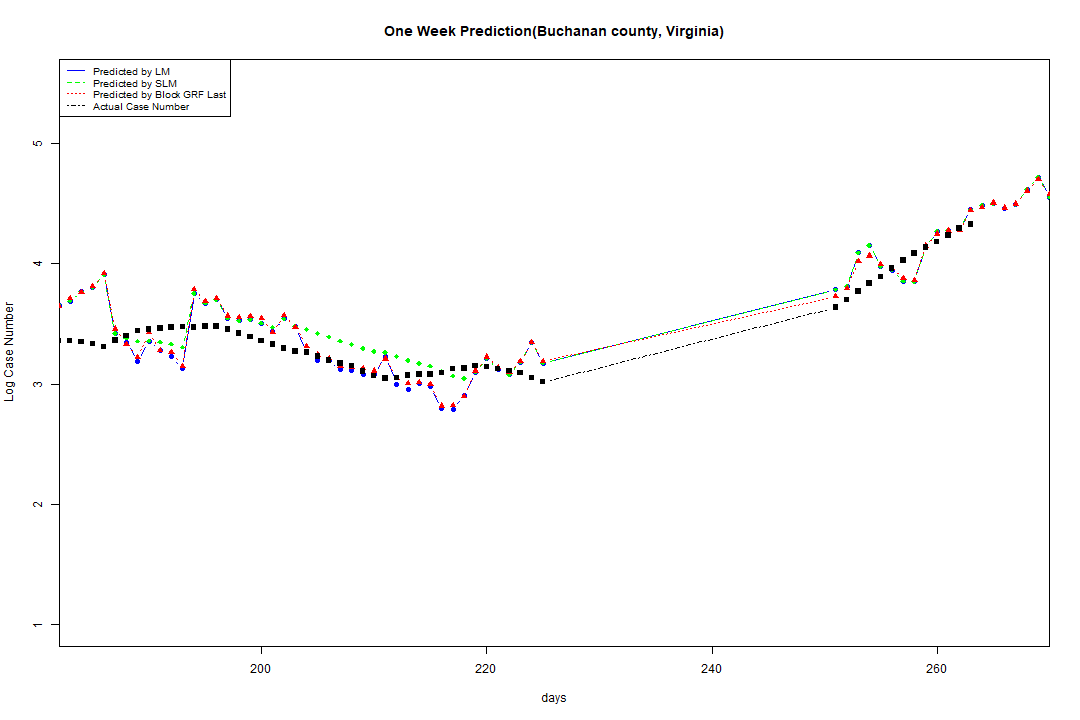 One Week Prediction(Buchanan county, Virginia)
Predicted by LM
Predicted by SLM
Predicted by Block GRF Last
Actual Case Number
5
4
3
2
1
Log Case Number
200
220
240
260
days